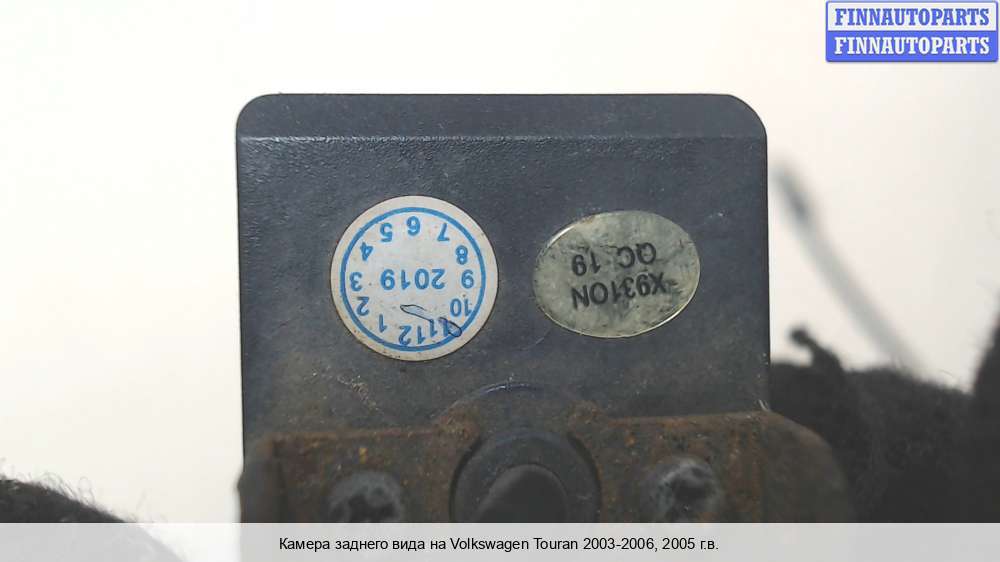 FINNAUTOPARTS
FINNAUTOPARTS
1 2 3 4 5 6 7 8 9 10 11 12
2019
X931ON
QC 19
Камера заднего вида на Volkswagen Touran 2003-2006, 2005 г.в.